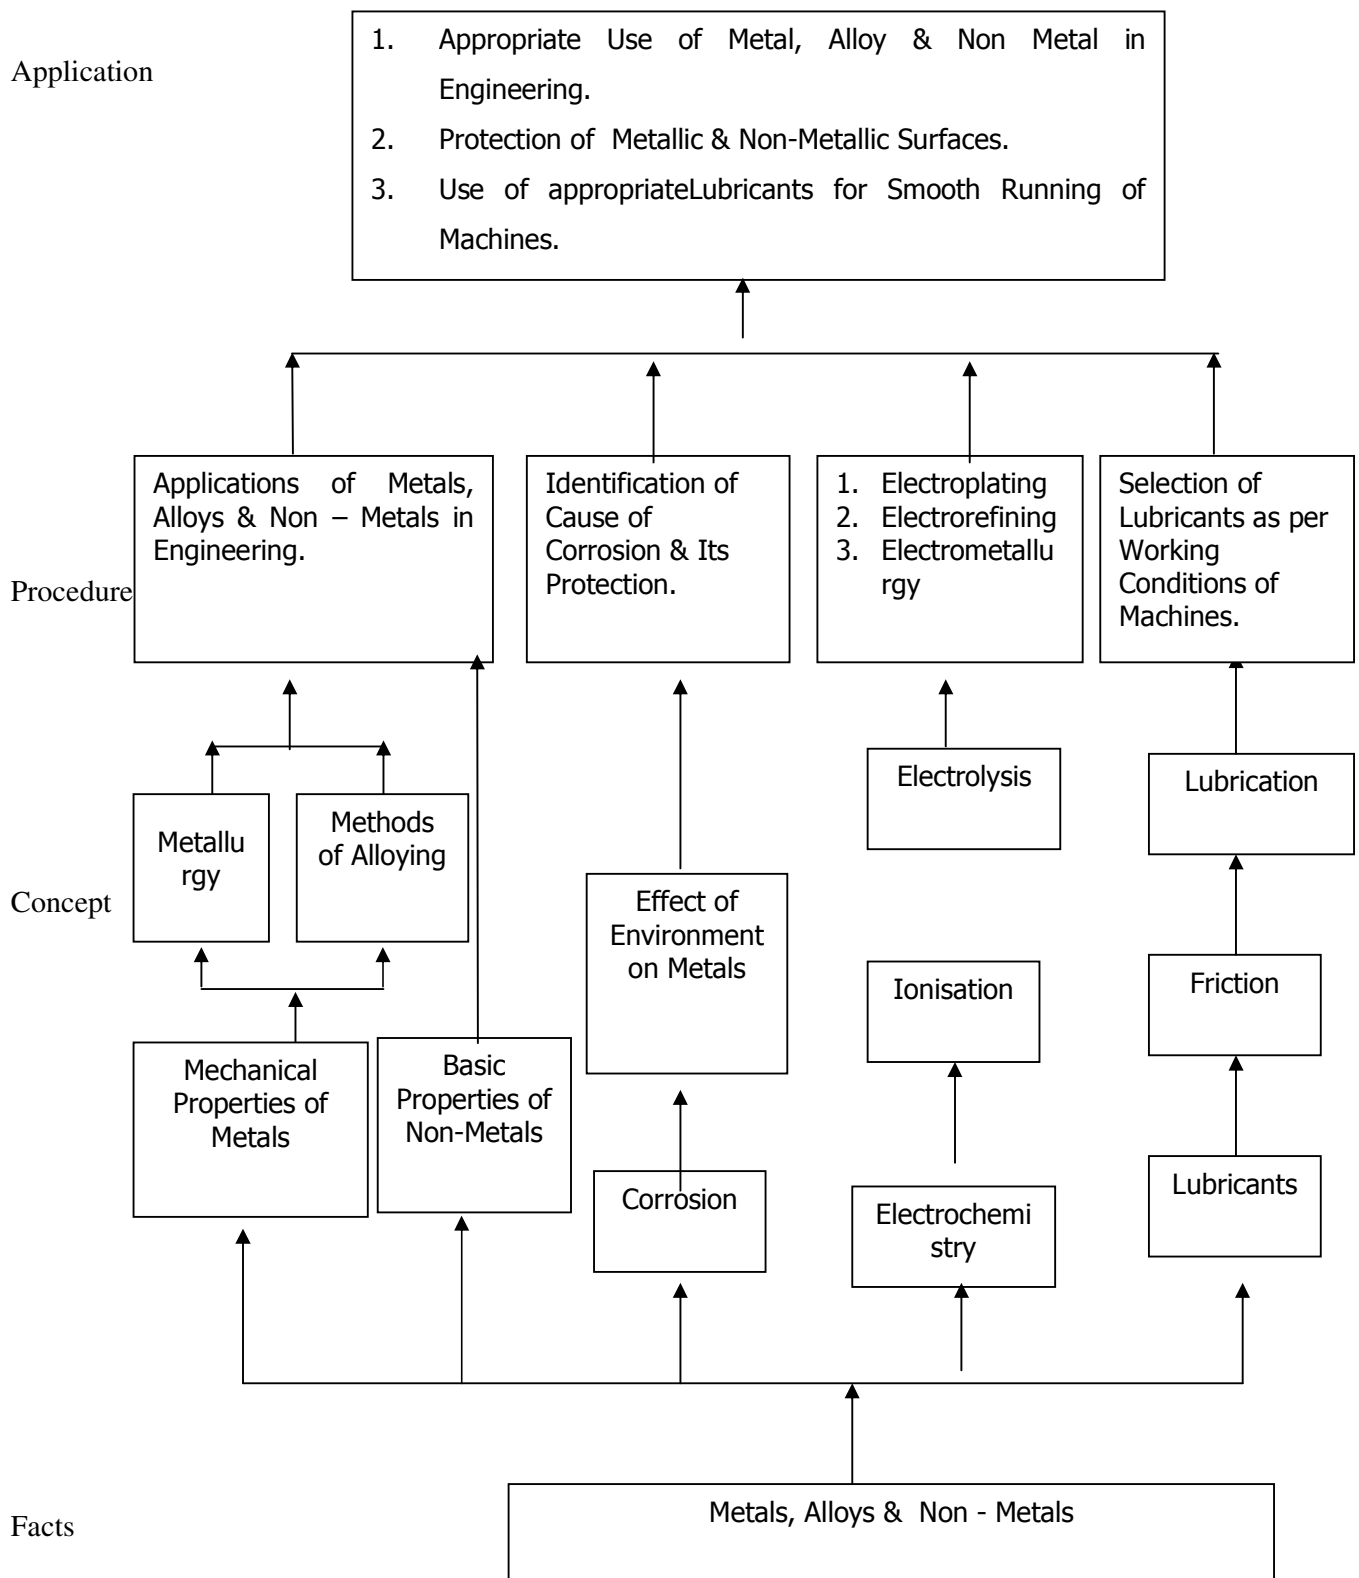 Application
1. Appropriate Use of Metal, Alloy & Non Metal in
Engineering.
2. Protection of Metallic & Non-Metallic Surfaces.
3. Use of appropriateLubricants for Smooth Running of
Machines.
Procedure
Applications of Metals,
Alloys & Non – Metals in
Engineering.
Identification of
Cause of
Corrosion & Its
Protection.
1. Electroplating
2. Electrorefining
3. Electrometallu
rgy
Selection of
Lubricants as per
Working
Conditions of
Machines.
Concept
Metallu
rgy
Methods
of Alloying
Effect of
Environment
on Metals
Electrolysis
Lubrication
Ionisation
Friction
Mechanical
Properties of
Metals
Basic
Properties of
Non-Metals
Corrosion
Electrochemi
stry
Lubricants
Facts
Metals, Alloys & Non - Metals